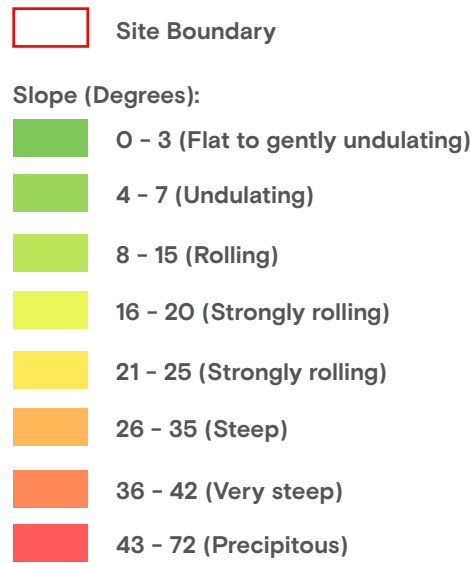 Site Boundary
Slope (Degrees):
0 - 3 (Flat to gently undulating)
4 - 7 (Undulating)
8 - 15 (Rolling)
16 - 20 (Strongly rolling)
21 - 25 (Strongly rolling)
26 - 35 (Steep)
36 - 42 (Very steep)
43 - 72 (Precipitous)